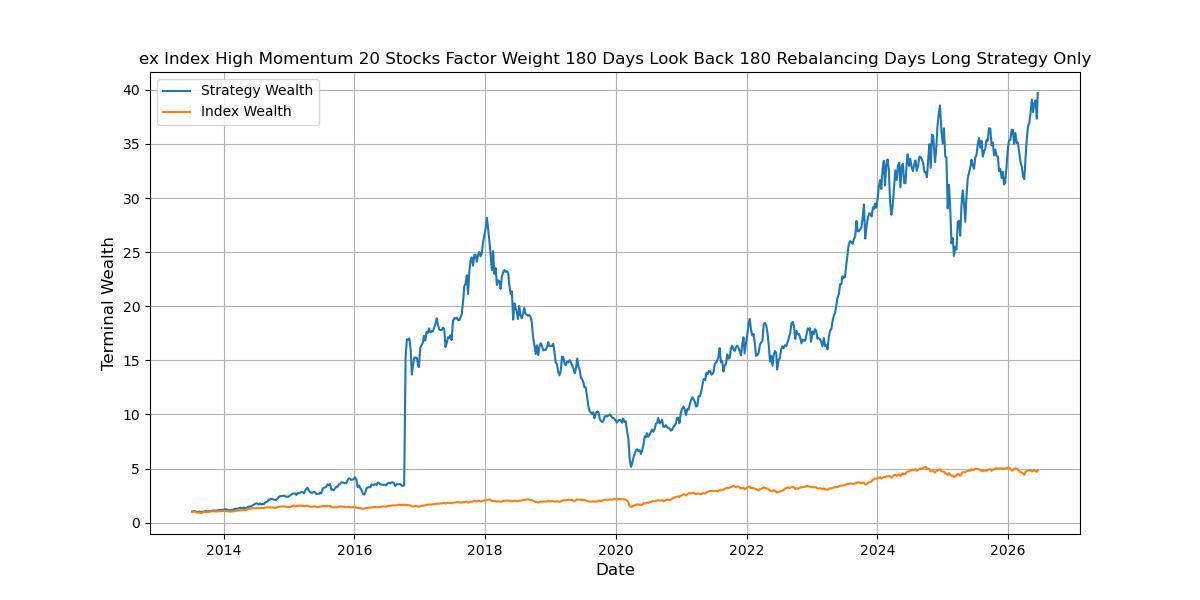 ex Index High Momentum 20 Stocks Factor Weight 180 Days Look Back 180 Rebalancing Days Long Strategy Only
Strategy Wealth
Index Wealth
Terminal Wealth
40
35
30
25
20
15
10
5
0
2014 2016 2018 2020 2022 2024 2026
Date